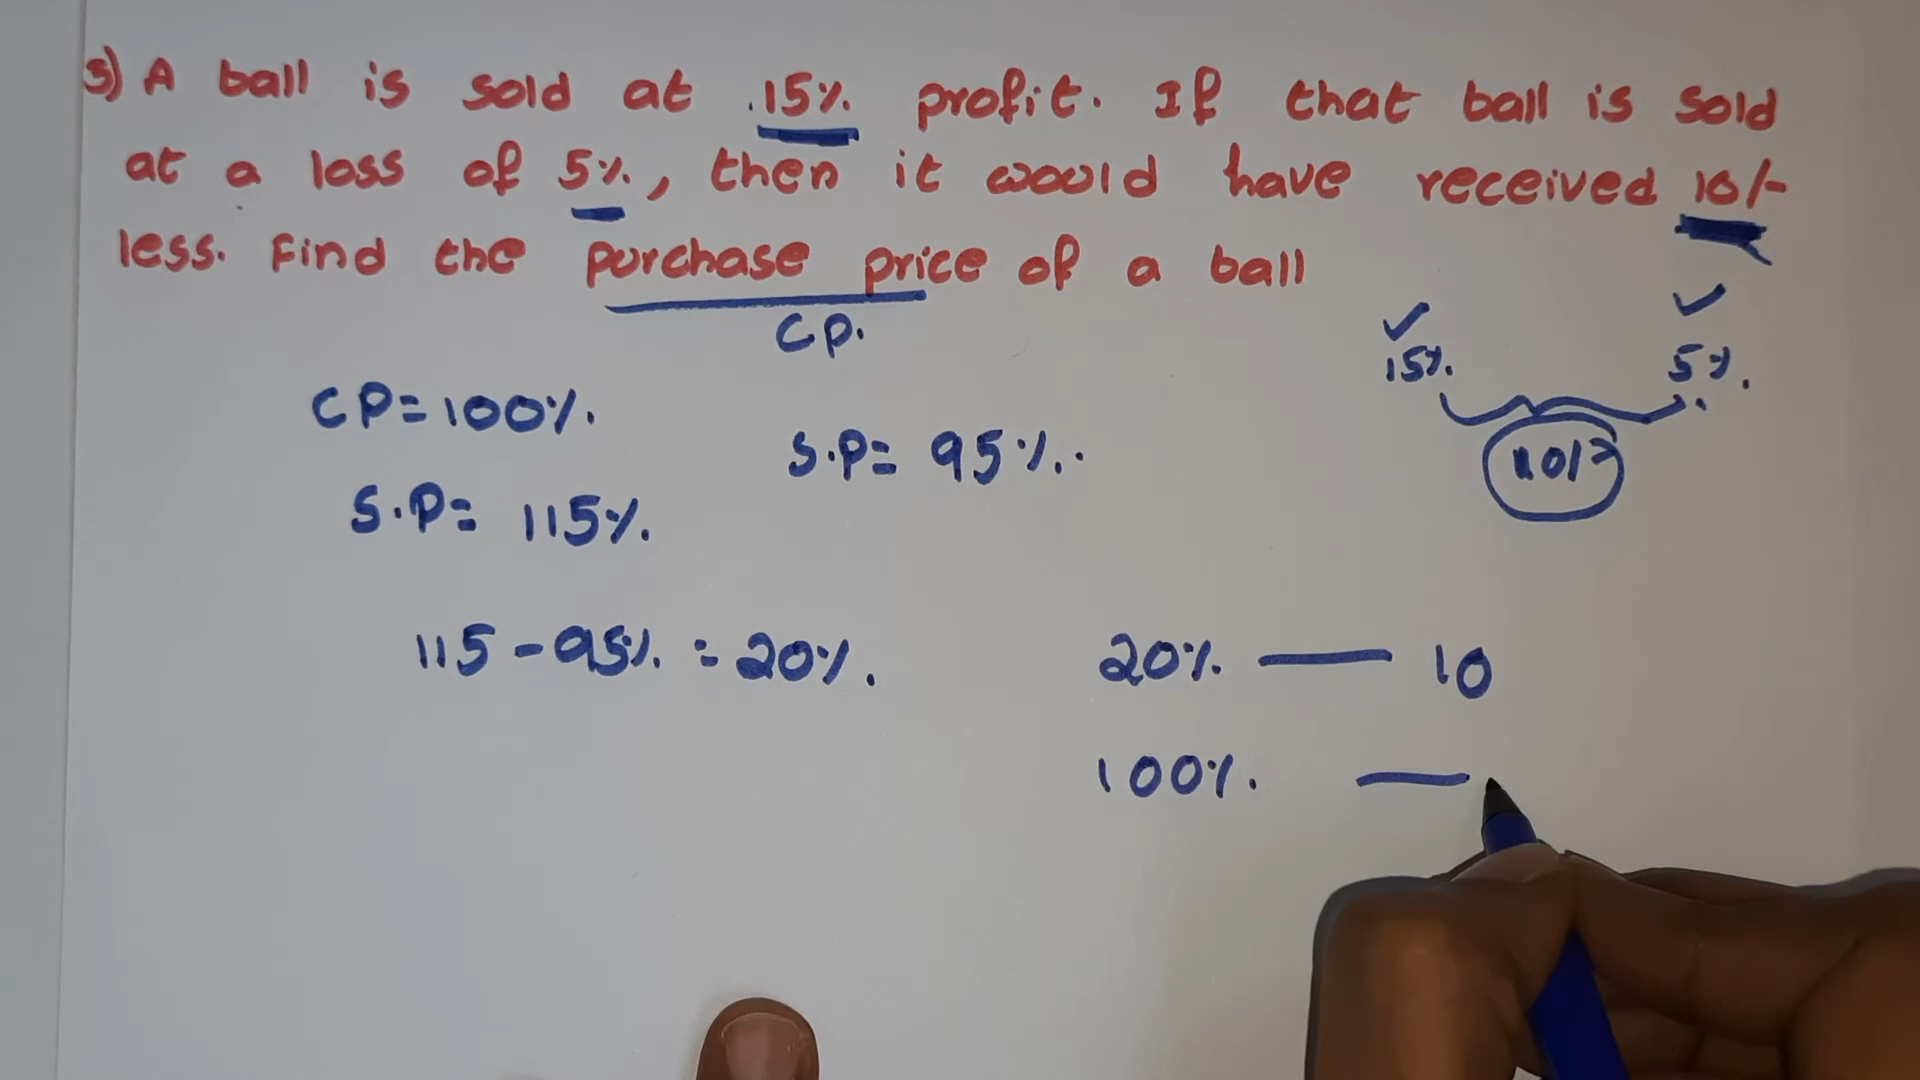 5) A ball is sold at 15% profit. If that ball is sold
at a loss of 5%, then it would have received 10/-
less. Find the purchase price of a ball
CP.
15% 5%.
10/-
CP=100%.
S.P= 95%.
S.P= 115%.
115-95% = 20%.
20% — 10
100%. —